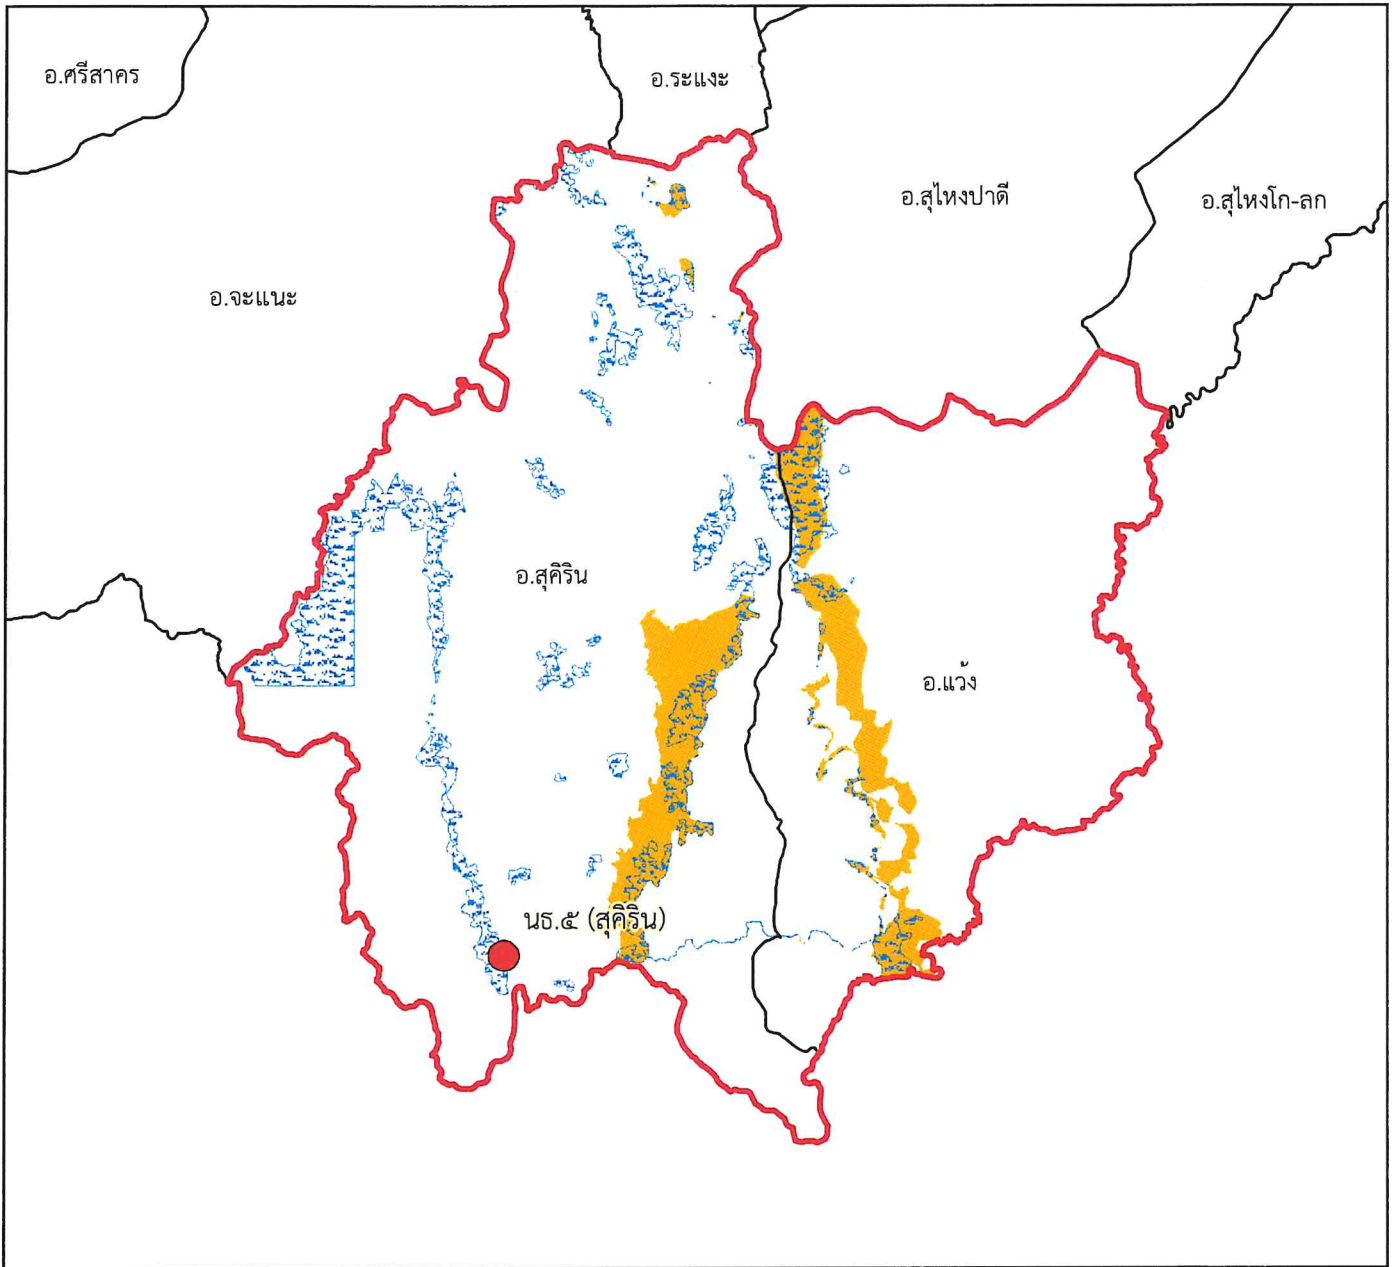 อ.ศรีสาคร
อ.ระแงะ
อ.สุไหงปาดี
อ.สุไหงโก-ลก
อ.จะแนะ
อ.สุคิริน
อ.แว้ง
นธ.๕ (สุคิริน)